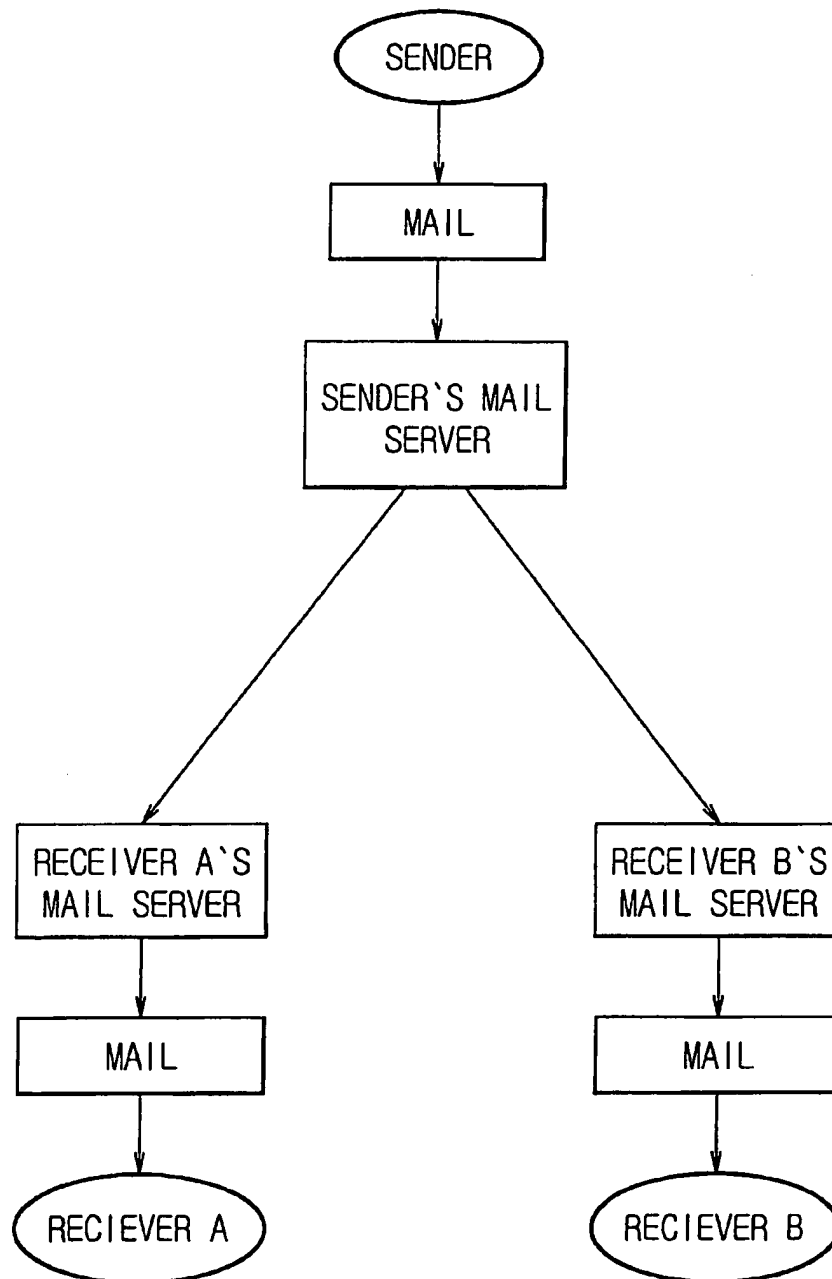 SENDER
MAIL
SENDER`S MAIL
SERVER
RECEIVER A`S
MAIL SERVER
RECEIVER B`S
MAIL SERVER
MAIL
MAIL
RECIEVER A
RECIEVER B